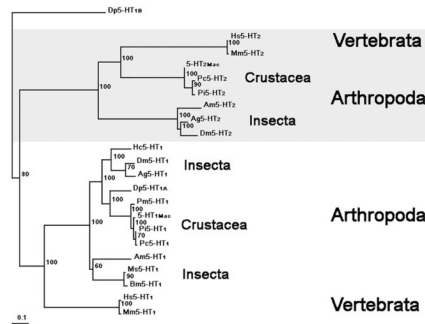 Dp5-HT1B
Hs5-HT2
Vertebrata
100
Mm5-HT2
100
5-HT2Mac
Crustacea
100
Pc5-HT2
90
Pi5-HT2
100
Arthropoda
Am5-HT2
100
Ag5-HT2
Insecta
100
Dm5-HT2
Hc5-HT1
100
Dm5-HT1
Insecta
70
Ag5-HT1
80
100
Dp5-HT1A
100
Pm5-HT1
100
Arthropoda
5-HT1Mac
Crustacea
100
Pi5-HT1
70
Pc5-HT1
100
Am5-HT1
60
Ms5-HT1
Insecta
90
Bm5-HT1
100
Hs5-HT1
Vertebrata
100
Mm5-HT1
0.1